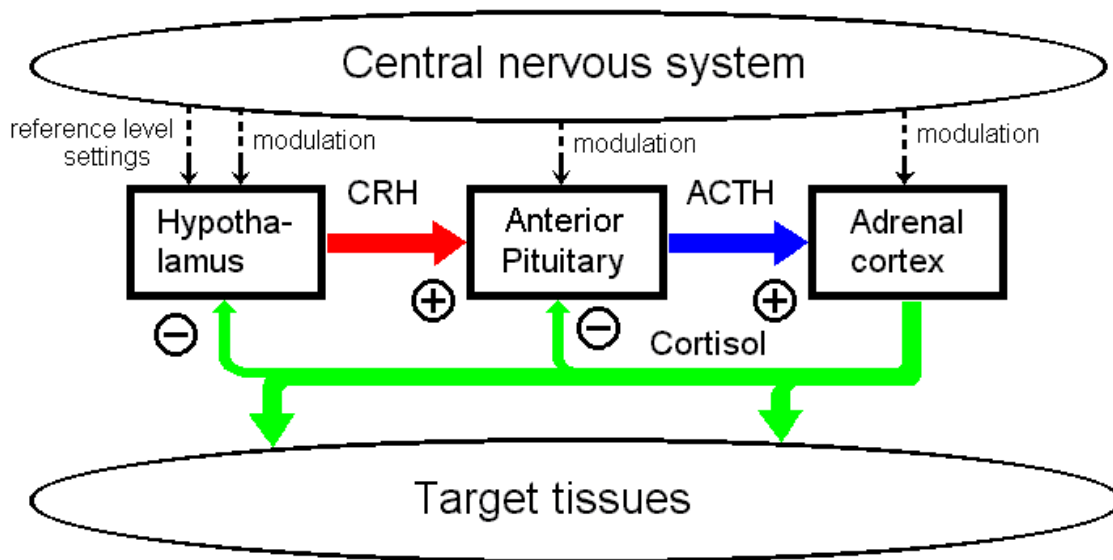 Central nervous system
reference level
settings
modulation
modulation
modulation
CRH
ACTH
Hypotha-
lamus
Anterior
Pituitary
Adrenal
cortex
+
+
−
−
Cortisol
Target tissues